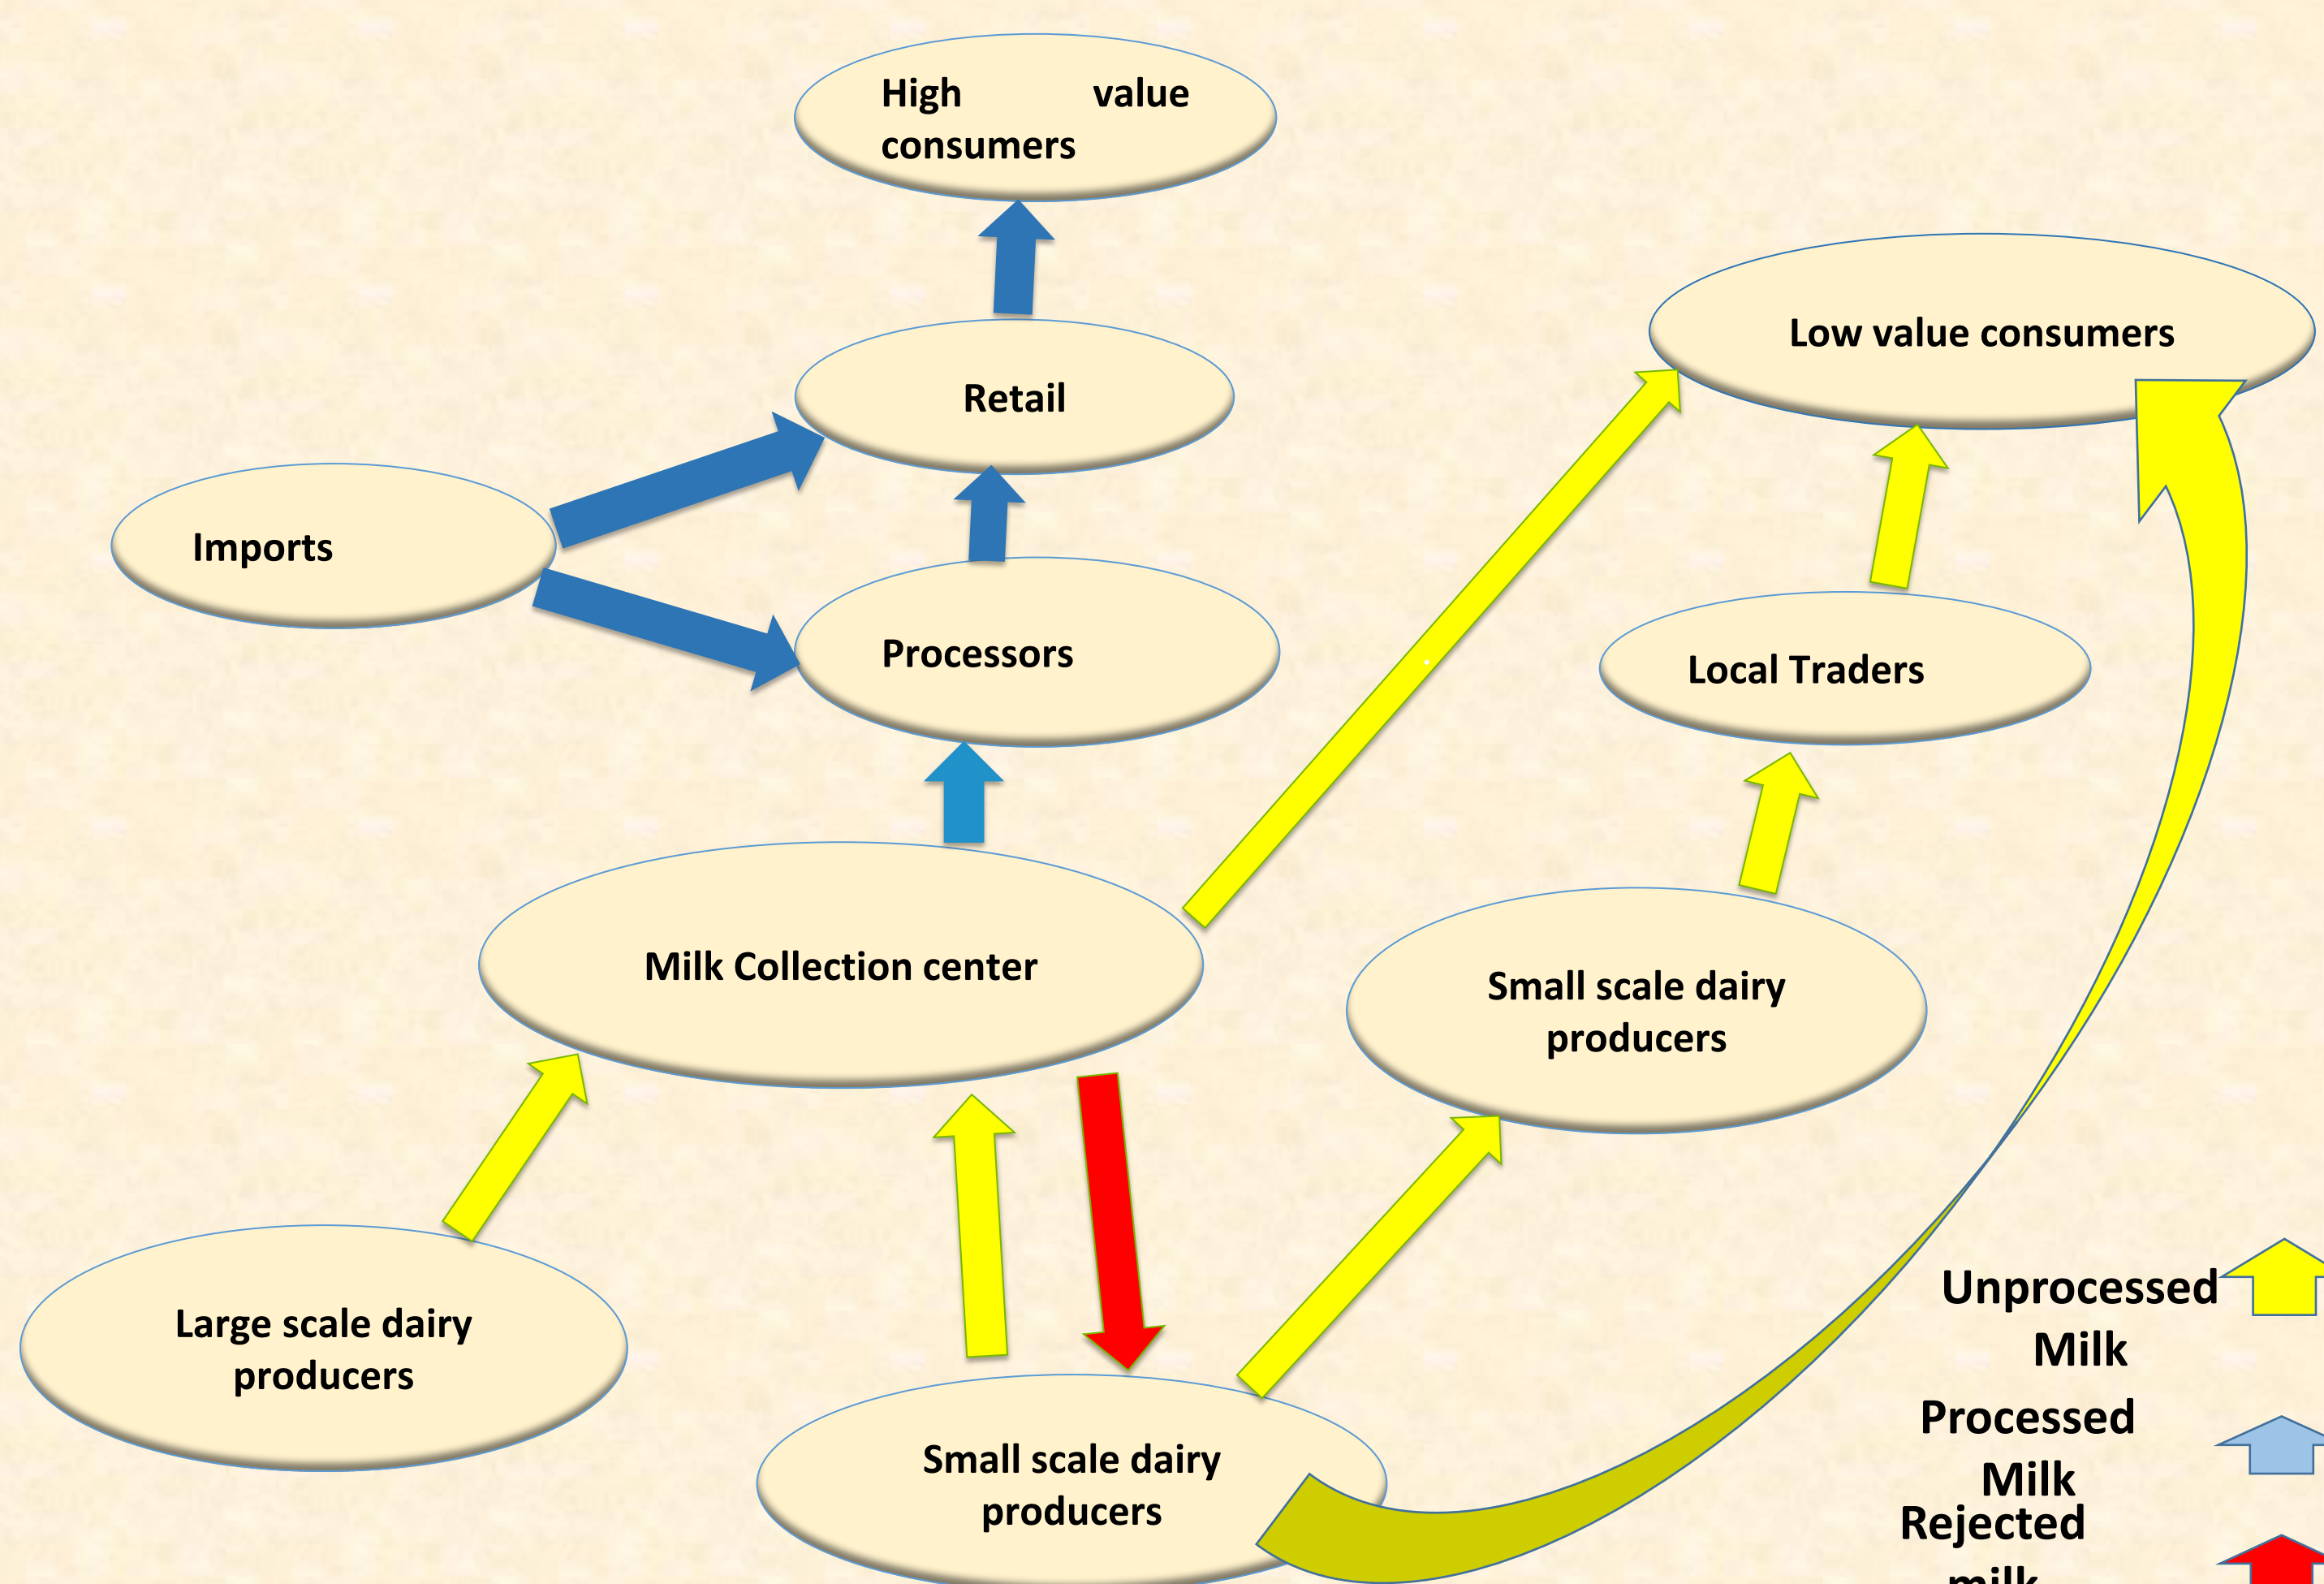 High value
consumers
Low value consumers
Retail
Imports
Processors
Local Traders
Milk Collection center
Small scale dairy
producers
Large scale dairy
producers
Small scale dairy
producers
Unprocessed
Milk
Processed
Milk
Rejected
milk